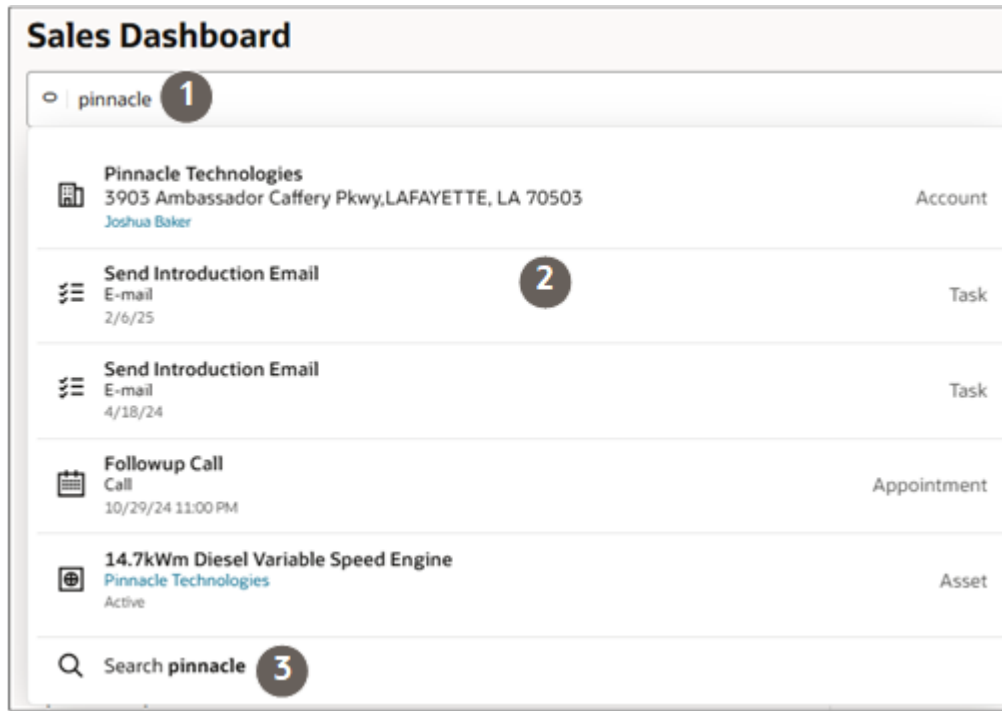 Sales Dashboard
pinnacle 1
Pinnacle Technologies
3903 Ambassador Caffery Pkwy,LAFAYETTE, LA 70503
Account
Joshua Baker
Send Introduction Email
2
E-mail
Task
2/6/25
Send Introduction Email
E-mail
Task
4/18/24
Followup Call
Call
Appointment
10/29/24 11:00 PM
14.7kWm Diesel Variable Speed Engine
Pinnacle Technologies
Asset
Active
Search pinnacle 3